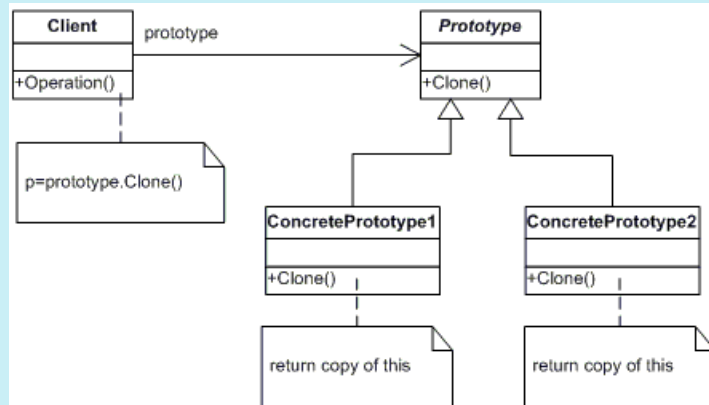 Client
prototype
Prototype
+Operation()
+Clone()
p=prototype.Clone()
ConcretePrototype1
ConcretePrototype2
+Clone()
+Clone()
return copy of this
return copy of this